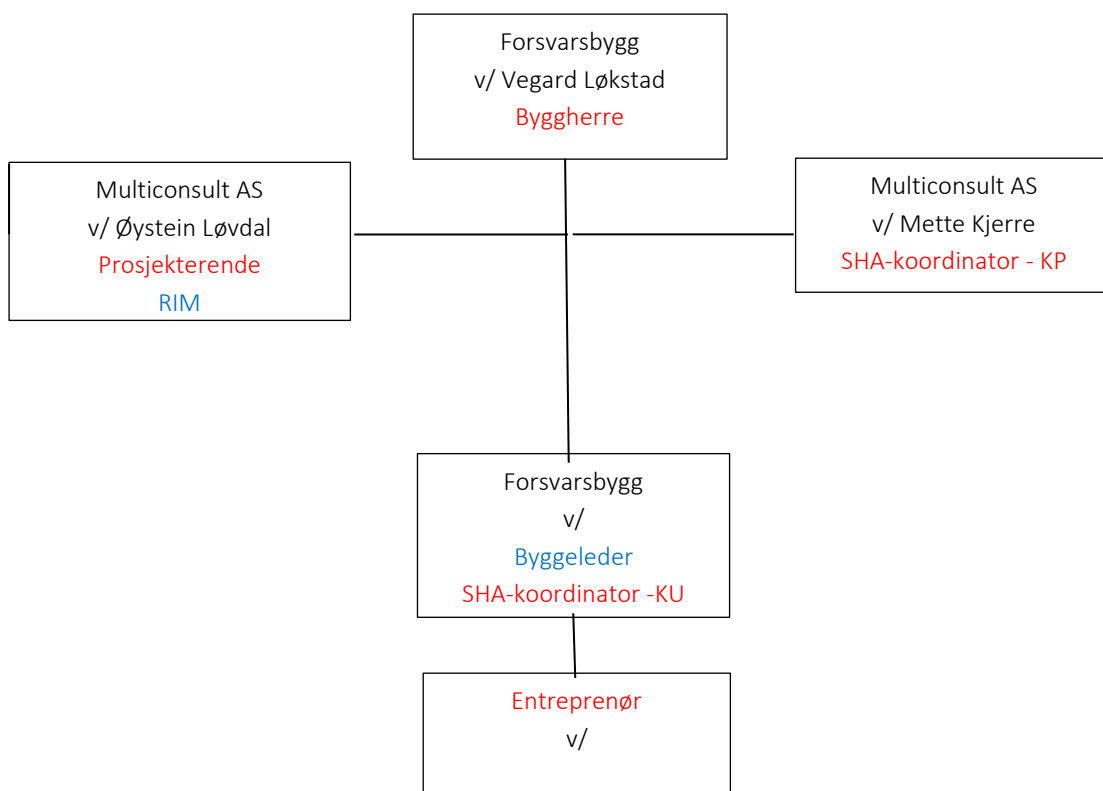 Forsvarsbygg
v/ Vegard Løkstad
Byggherre
Multiconsult AS
v/ Øystein Løvdal
Prosjekterende
RIM
Multiconsult AS
v/ Mette Kjerre
SHA-koordinator - KP
Forsvarsbygg
v/
Byggeleder
SHA-koordinator -KU
Entreprenør
v/